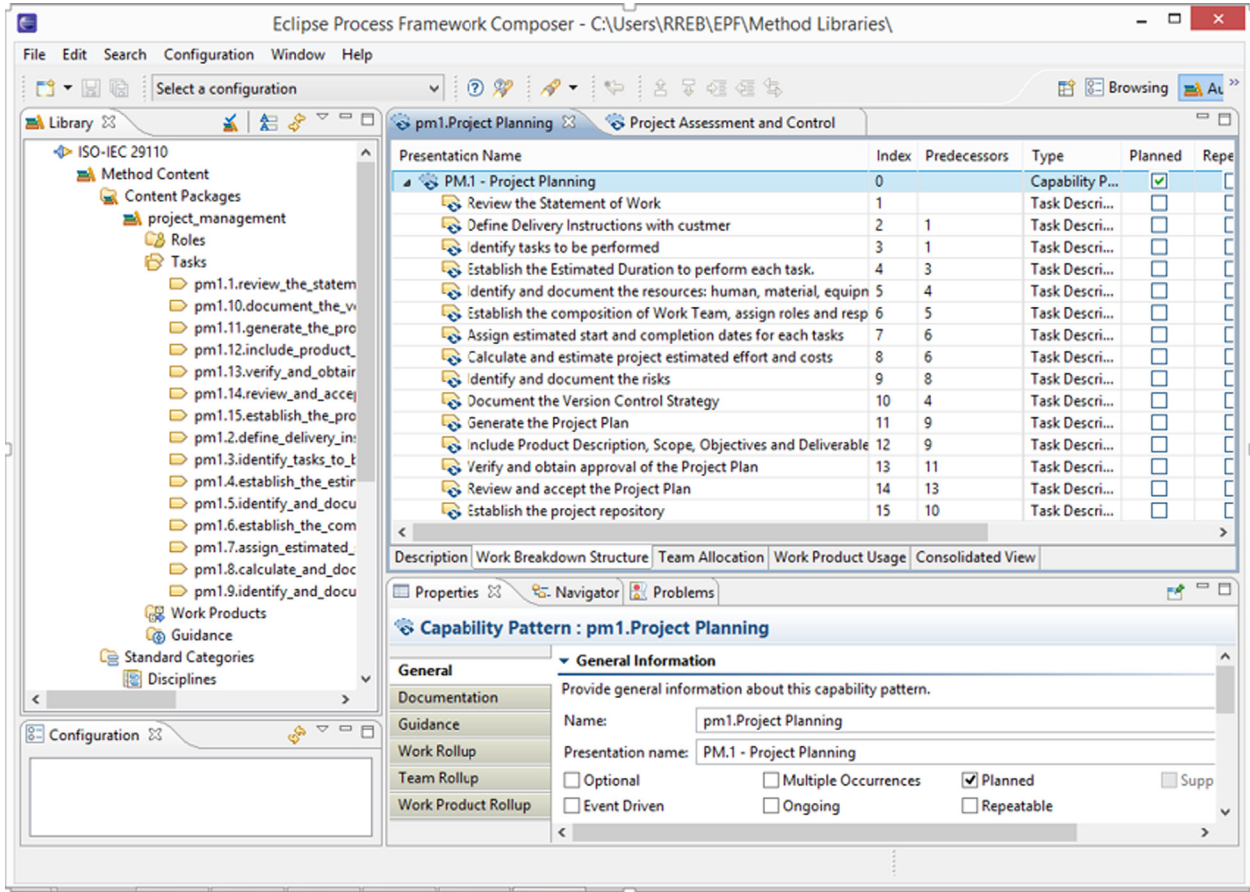 Eclipse Process Framework Composer - C:\Users\RREB\EPF\Method Libraries\
File Edit Search Configuration Window Help
Select a configuration
Browsing Au
Library
ISO-IEC 29110
Method Content
Content Packages
project_management
Roles
Tasks
pm1.1.review_the_statem
pm1.10.document_the_v
pm1.11.generate_the_pro
pm1.12.include_product_
pm1.13.verify_and_obtair
pm1.14.review_and_accep
pm1.15.establish_the_pro
pm1.2.define_delivery_in
pm1.3.identify_tasks_to_b
pm1.4.establish_the_estir
pm1.5.identify_and_docu
pm1.6.establish_the_com
pm1.7.assign_estimated_
pm1.8.calculate_and_doc
pm1.9.identify_and_docu
Work Products
Guidance
Standard Categories
Disciplines
Configuration
pm1.Project Planning Project Assessment and Control
Presentation Name Index Predecessors Type Planned Repe
PM.1 - Project Planning 0 Capability P...
Review the Statement of Work 1 Task Descri...
Define Delivery Instructions with custmer 2 1 Task Descri...
Identify tasks to be performed 3 1 Task Descri...
Establish the Estimated Duration to perform each task. 4 3 Task Descri...
Identify and document the resources: human, material, equipn 5 4 Task Descri...
Establish the composition of Work Team, assign roles and resp 6 5 Task Descri...
Assign estimated start and completion dates for each tasks 7 6 Task Descri...
Calculate and estimate project estimated effort and costs 8 6 Task Descri...
Identify and document the risks 9 8 Task Descri...
Document the Version Control Strategy 10 4 Task Descri...
Generate the Project Plan 11 9 Task Descri...
Include Product Description, Scope, Objectives and Deliverable 12 9 Task Descri...
Verify and obtain approval of the Project Plan 13 11 Task Descri...
Review and accept the Project Plan 14 13 Task Descri...
Establish the project repository 15 10 Task Descri...
Description Work Breakdown Structure Team Allocation Work Product Usage Consolidated View
Properties Navigator Problems
Capability Pattern : pm1.Project Planning
General
Documentation
Guidance
Work Rollup
Team Rollup
Work Product Rollup
General Information
Provide general information about this capability pattern.
Name: pm1.Project Planning
Presentation name: PM.1 - Project Planning
Optional Multiple Occurrences Planned Supp
Event Driven Ongoing Repeatable